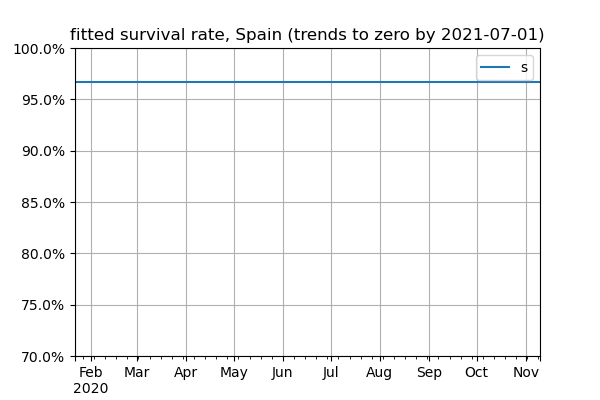 fitted survival rate, Spain (trends to zero by 2021-07-01)
100.0%
s
95.0%
90.0%
85.0%
80.0%
75.0%
70.0%
Feb Mar Apr May Jun Jul Aug Sep Oct Nov
2020